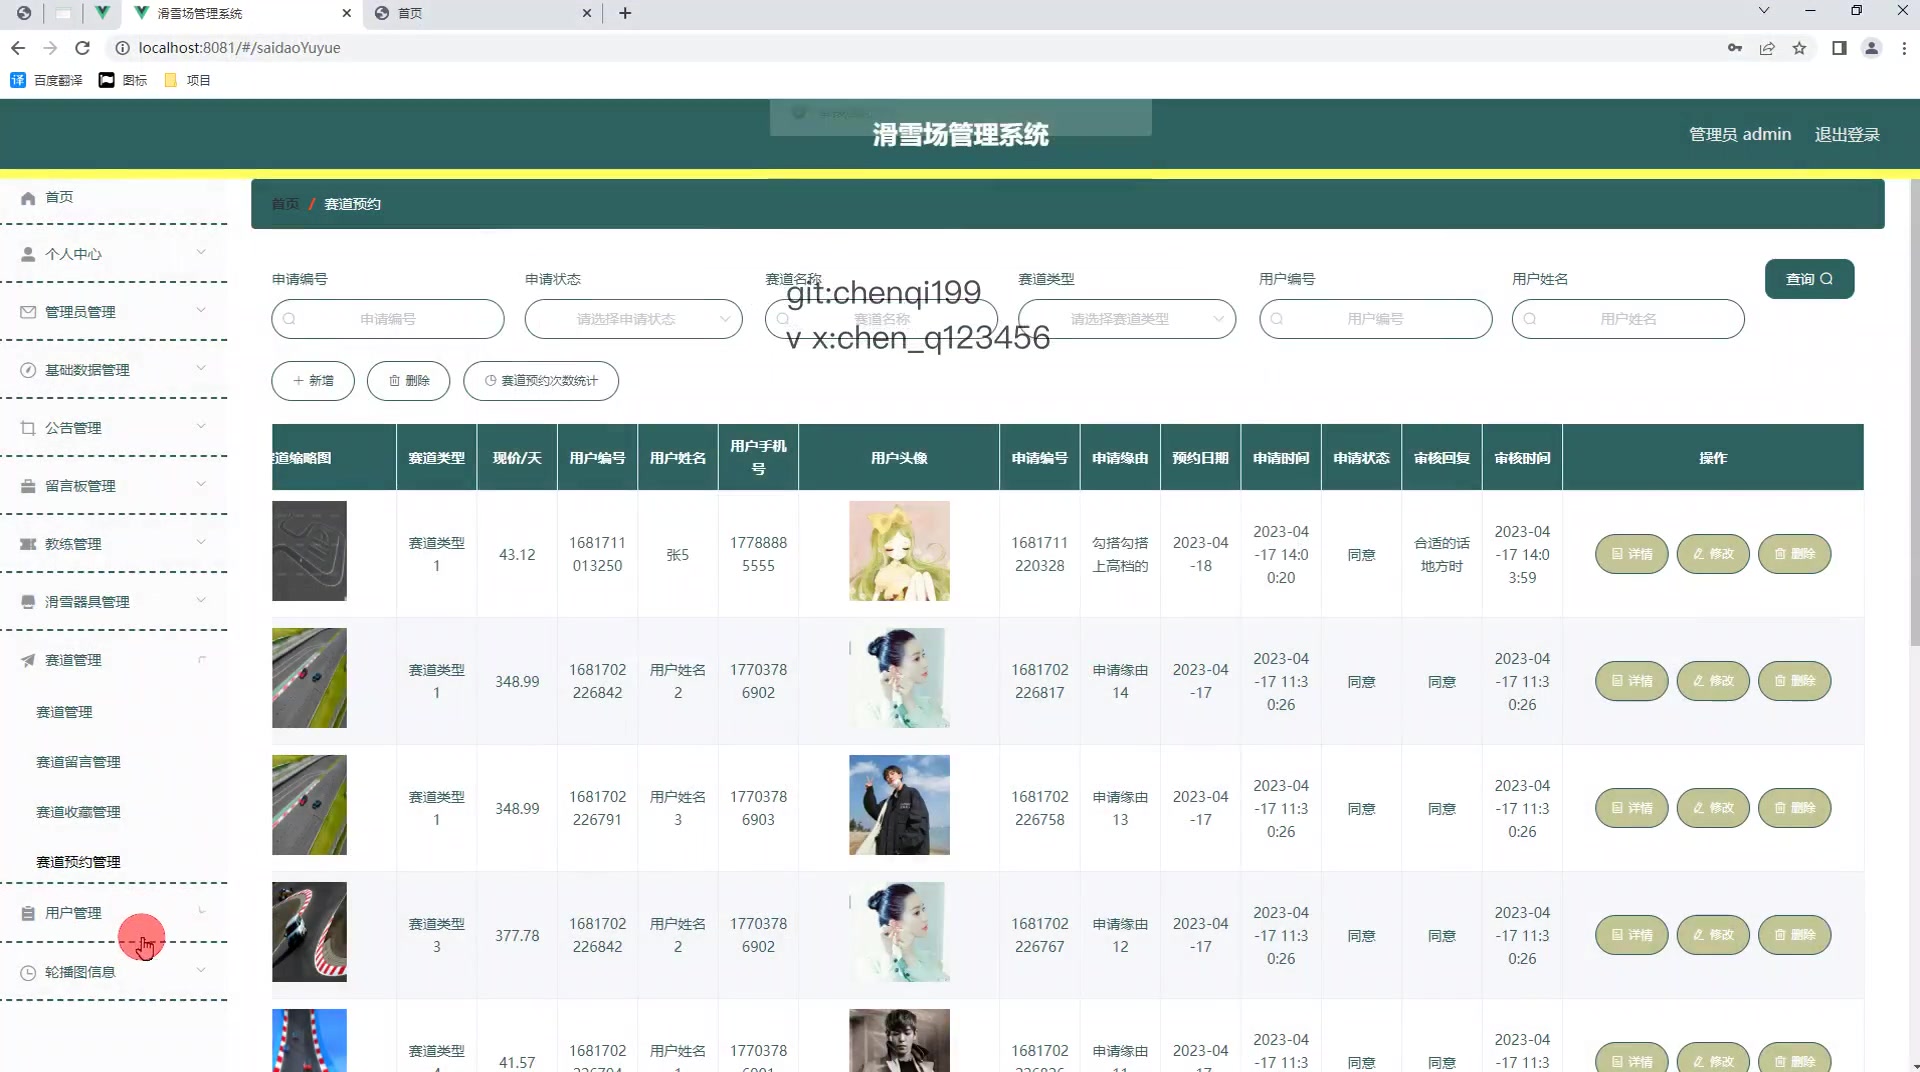 滑雪场管理系统
首页
localhost:8081/#/saidaoYuyue
百度翻译
图标
项目
滑雪场管理系统
管理员 admin
退出登录
首页
个人中心
管理员管理
基础数据管理
公告管理
留言板管理
教练管理
滑雪器具管理
赛道管理
赛道管理
赛道留言管理
赛道收藏管理
赛道预约管理
用户管理
轮播图信息
首页 / 赛道预约
申请编号 申请状态 赛道名称 赛道类型 用户编号 用户姓名
查询
申请编号 请选择申请状态 赛道名称 请选择赛道类型 用户编号 用户姓名
git:chenqi199
v x:chen_q123456
新增 删除 赛道预约次数统计
道缩略图 赛道类型 现价/天 用户编号 用户姓名 用户手机号 用户头像 申请编号 申请缘由 预约日期 申请时间 申请状态 审核回复 审核时间 操作
赛道类型1 43.12 1681711013250 张5 17788885555 1681711220328 勾搭勾搭上高档的 2023-04-18 2023-04-17 14:00:20 同意 合适的话地方时 2023-04-17 14:03:59 详情 修改 删除
赛道类型1 348.99 1681702226842 用户姓名2 17703786902 1681702226817 申请缘由14 2023-04-17 2023-04-17 11:30:26 同意 同意 2023-04-17 11:30:26 详情 修改 删除
赛道类型1 348.99 1681702226791 用户姓名3 17703786903 1681702226758 申请缘由13 2023-04-17 2023-04-17 11:30:26 同意 同意 2023-04-17 11:30:26 详情 修改 删除
赛道类型3 377.78 1681702226842 用户姓名2 17703786902 1681702226767 申请缘由12 2023-04-17 2023-04-17 11:30:26 同意 同意 2023-04-17 11:30:26 详情 修改 删除
赛道类型 41.57 1681702 用户姓名 1770378 1681702 申请缘由 2023-04 2023-04-17 11:3 同意 同意 2023-04-17 11:3 详情 修改 删除